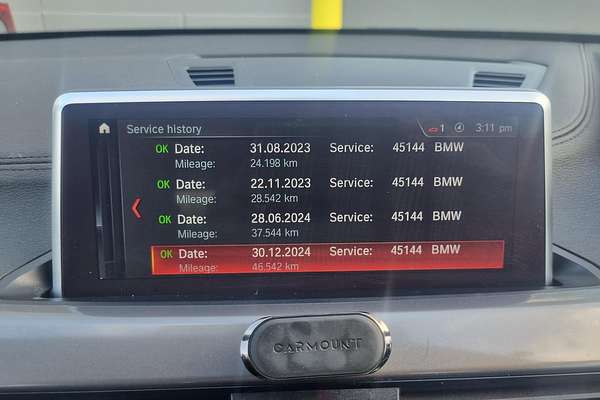 Service history
1
3:11 pm
OK Date: 31.08.2023 Service: 45144 BMW
Mileage: 24.198 km
OK Date: 22.11.2023 Service: 45144 BMW
Mileage: 28.542 km
OK Date: 28.06.2024 Service: 45144 BMW
Mileage: 37.544 km
OK Date: 30.12.2024 Service: 45144 BMW
Mileage: 46.542 km
CARMOUNT